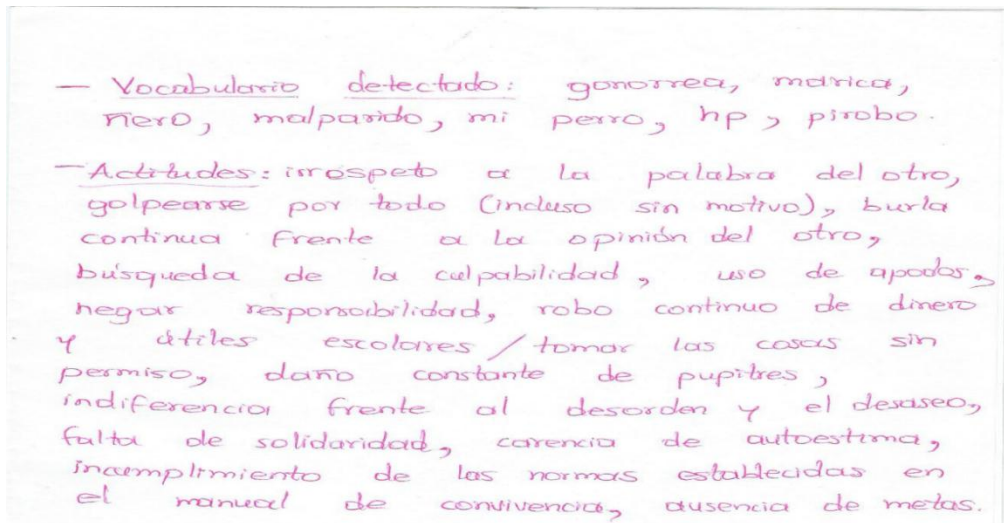 - Vocabulario detectado: gonorrea, marica,
ñero, malparido, mi perro, hp, pirobo.
- Actitudes: irrespeto a la palabra del otro,
golpearse por todo (incluso sin motivo), burla
continua frente a la opinión del otro,
búsqueda de la culpabilidad, uso de apodos,
negar responsabilidad, robo continuo de dinero
y útiles escolares / tomar las cosas sin
permiso, daño constante de pupitres,
indiferencia frente al desorden y el desaseo,
falta de solidaridad, carencia de autoestima,
incumplimiento de las normas establecidas en
el manual de convivencia, ausencia de metas.